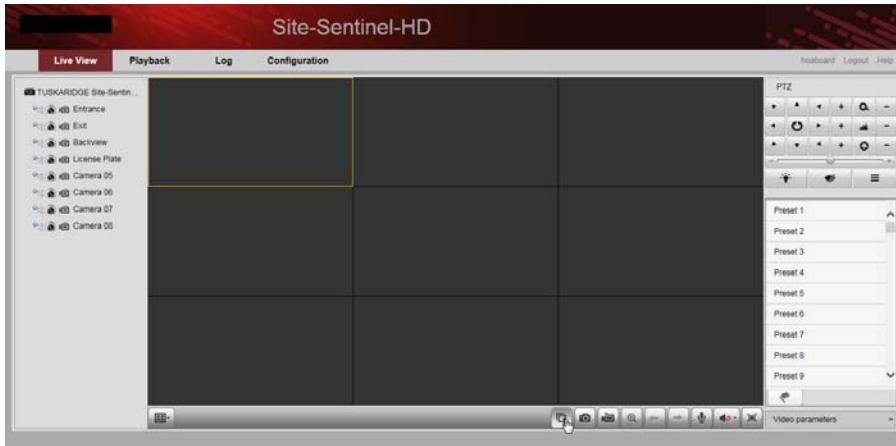 Site-Sentinel-HD
Live View Playback Log Configuration
hoaboard Logout Help
TUSKARIDGE Site-Sentin...
Entrance
Exit
Backview
License Plate
Camera 05
Camera 06
Camera 07
Camera 08
PTZ
Preset 1
Preset 2
Preset 3
Preset 4
Preset 5
Preset 6
Preset 7
Preset 8
Preset 9
Video parameters